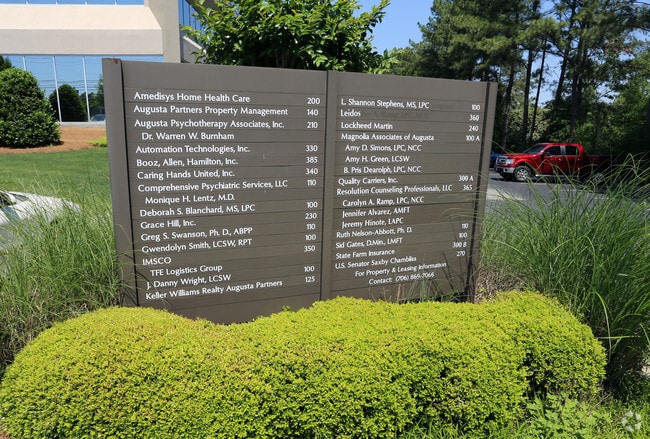 Amedisys Home Health Care 200
Augusta Partners Property Management 140
Augusta Psychotherapy Associates, Inc. 210
Dr. Warren W. Burnham
Automation Technologies, Inc. 330
Booz, Allen, Hamilton, Inc. 385
Caring Hands United, Inc. 340
Comprehensive Psychiatric Services, LLC 110
Monique H. Lentz, M.D.
Deborah S. Blanchard, MS, LPC 100
Grace Hill, Inc. 230
Greg S. Swanson, Ph. D., ABPP 110
Gwendolyn Smith, LCSW, RPT 100
IMSCO 350
TFE Logistics Group
J. Danny Wright, LCSW 100
Keller Williams Realty Augusta Partners 125
L. Shannon Stephens, MS, LPC 100
Leidos 360
Lockheed Martin 240
Magnolia Associates of Augusta 100 A
Amy D. Simons, LPC, NCC
Amy H. Green, LCSW
B. Pris Dearolph, LPC, NCC
Quality Carriers, Inc. 300 A
Resolution Counseling Professionals, LLC 365
Carolyn A. Ramp, LPC, NCC
Jennifer Alvarez, AMFT
Jeremy Hinote, LAPC
Ruth Nelson-Abbott, Ph. D. 110
Sid Gates, D.Min, LMFT 100
State Farm Insurance 300 B
U.S. Senator Saxby Chambliss 270
For Property & Leasing Information
Contact: (706) 869-7066